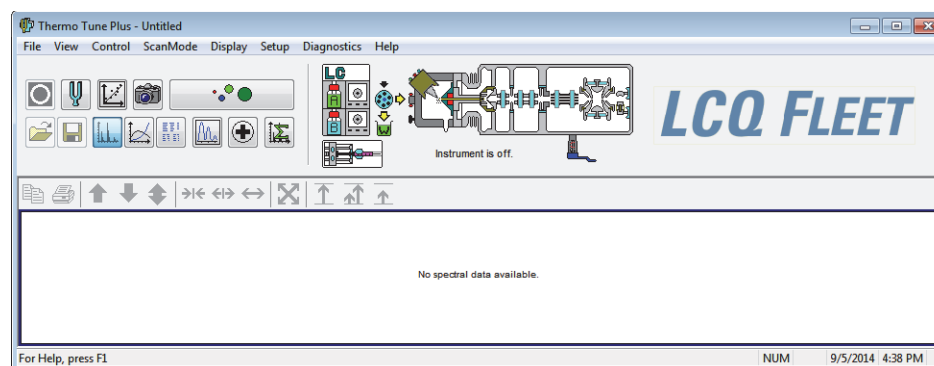 Thermo Tune Plus - Untitled
File View Control ScanMode Display Setup Diagnostics Help
LC
A
B
Instrument is off.
LCQ FLEET
No spectral data available.
For Help, press F1 NUM 9/5/2014 4:38 PM